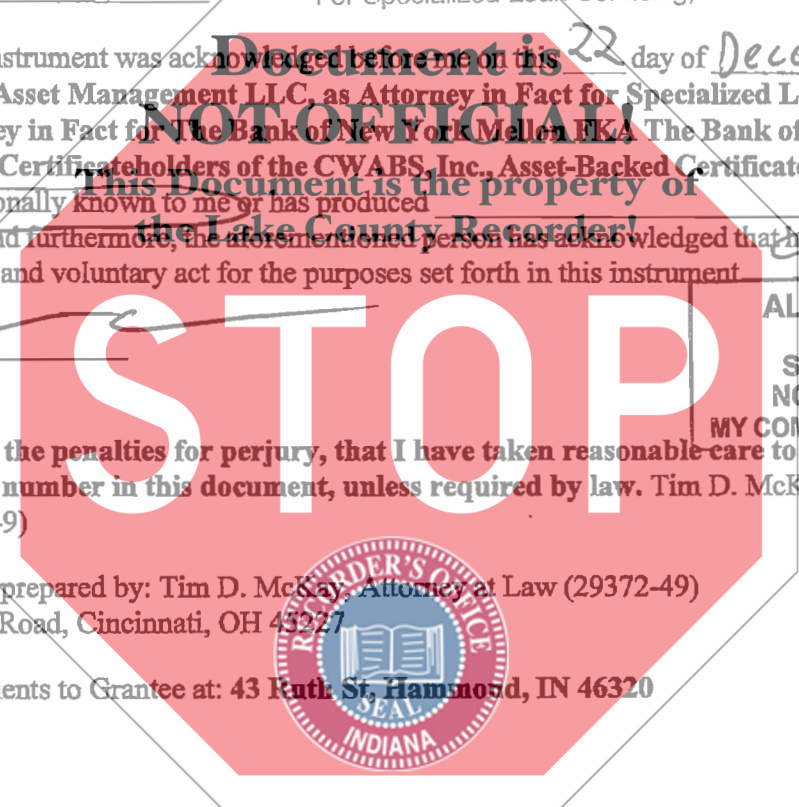 For Specialized Loan Servicing,
strument was acknowledged before me on this 22 day of Dece
Document is
Asset Management LLC, as Attorney in Fact for Specialized L
NOT OFFICIAL!
ey in Fact for The Bank of New York Mellon FKA The Bank of
Certificateholders of the CWABS, Inc., Asset-Backed Certificate
This Document is the property of
onally known to me or has produced
the Lake County Recorder!
nd furthermore, the aforementioned person has acknowledged that h
and voluntary act for the purposes set forth in this instrument
AL
S
NO
MY COM
STOP
the penalties for perjury, that I have taken reasonable care to
number in this document, unless required by law. Tim D. McK
-9)
prepared by: Tim D. McKay, Attorney at Law (29372-49)
Road, Cincinnati, OH 45227
ents to Grantee at: 43 Ruth St, Hammond, IN 46320
RECORDER'S OFFICE
SEAL
INDIANA